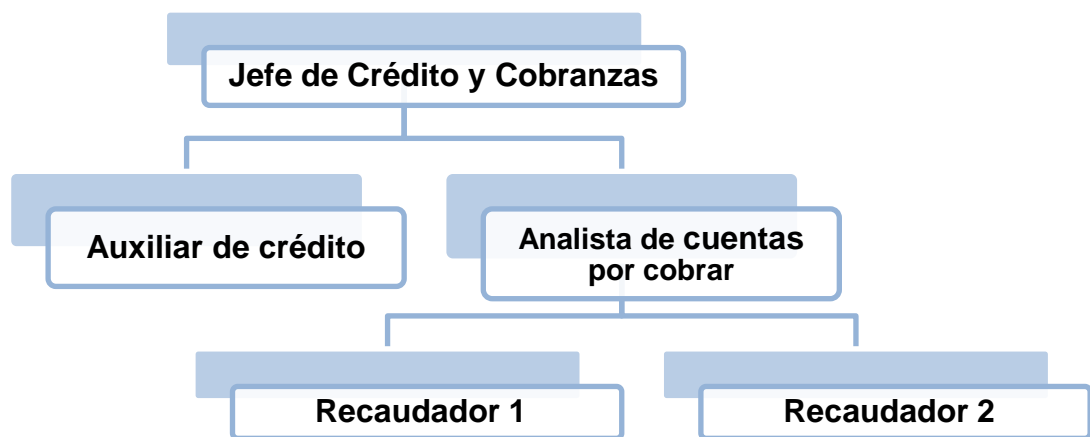 Jefe de Crédito y Cobranzas
Auxiliar de crédito
Analista de cuentas
por cobrar
Recaudador 1
Recaudador 2